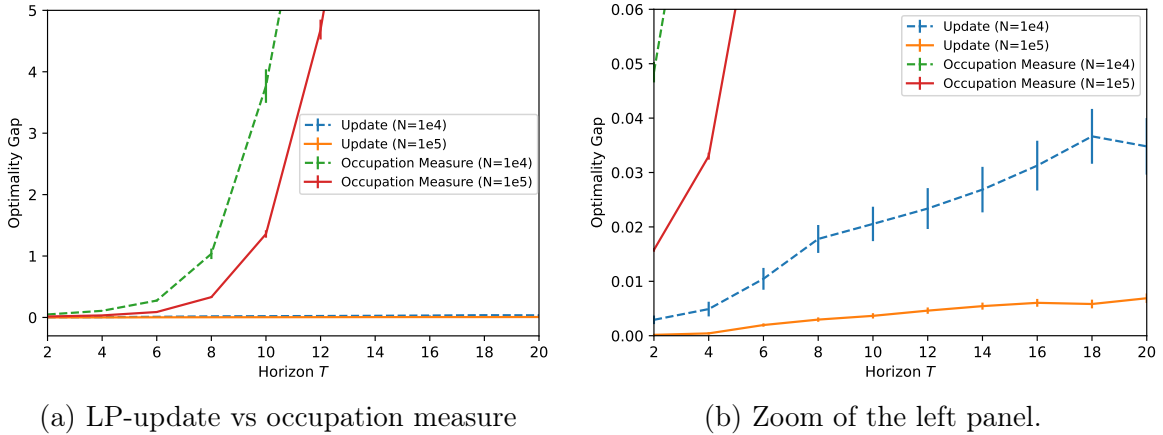 5
4
3
2
1
0
Optimality Gap
Update (N=1e4)
Update (N=1e5)
Occupation Measure (N=1e4)
Occupation Measure (N=1e5)
2 4 6 8 10 12 14 16 18 20
Horizon T
(a) LP-update vs occupation measure
0.06
0.05
0.04
0.03
0.02
0.01
0.00
Optimality Gap
Update (N=1e4)
Update (N=1e5)
Occupation Measure (N=1e4)
Occupation Measure (N=1e5)
2 4 6 8 10 12 14 16 18 20
Horizon T
(b) Zoom of the left panel.